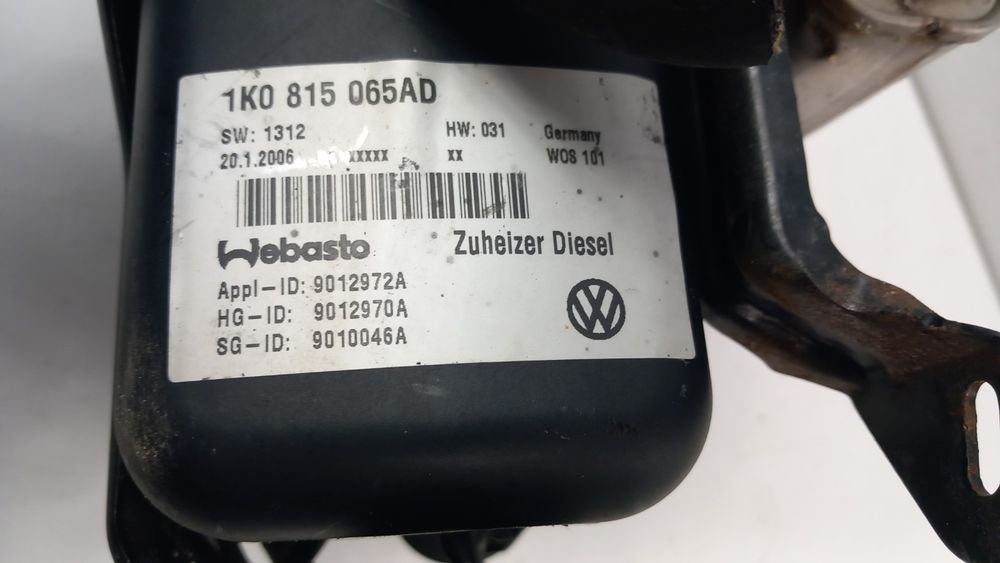 1K0 815 065AD
SW: 1312 HW: 031 Germany
20.1.2006 xxxxx xx WOS 101
Webasto Zuheizer Diesel
Appl-ID: 9012972A
HG-ID: 9012970A
SG-ID: 9010046A